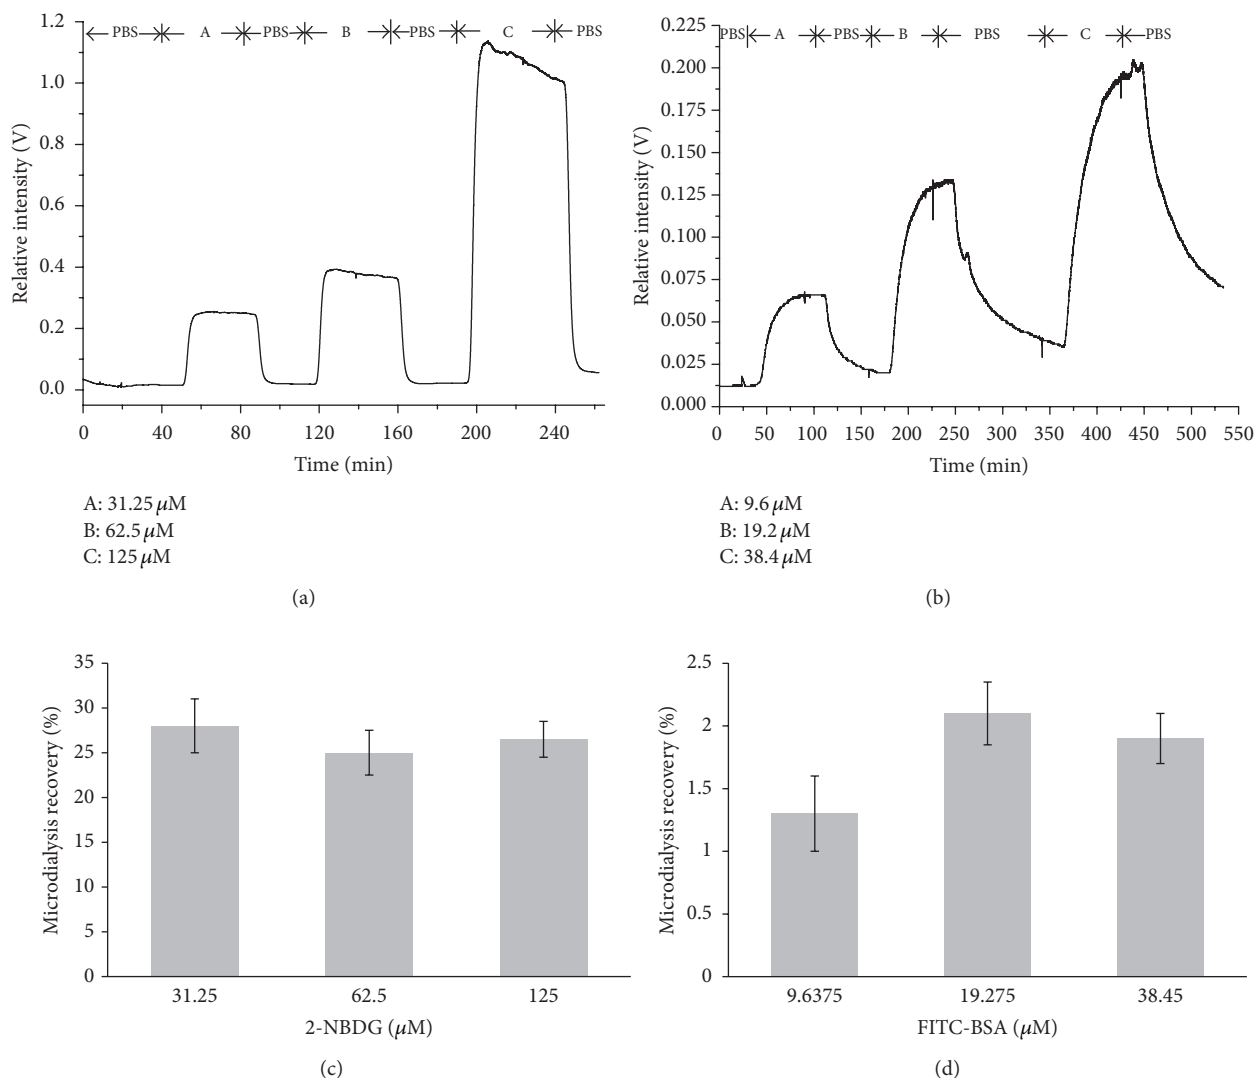 PBS A PBS B PBS C PBS
1.2
1.0
0.8
0.6
0.4
0.2
0.0
Relative intensity (V)
0 40 80 120 160 200 240
Time (min)
A: 31.25 μM
B: 62.5 μM
C: 125 μM
(a)
PBS A PBS B PBS C PBS
0.225
0.200
0.175
0.150
0.125
0.100
0.075
0.050
0.025
0.000
Relative intensity (V)
0 50 100 150 200 250 300 350 400 450 500 550
Time (min)
A: 9.6 μM
B: 19.2 μM
C: 38.4 μM
(b)
35
30
25
20
15
10
5
0
Microdialysis recovery (%)
31.25 62.5 125
2-NBDG (μM)
(c)
2.5
2
1.5
1
0.5
0
Microdialysis recovery (%)
9.6375 19.275 38.45
FITC-BSA (μM)
(d)